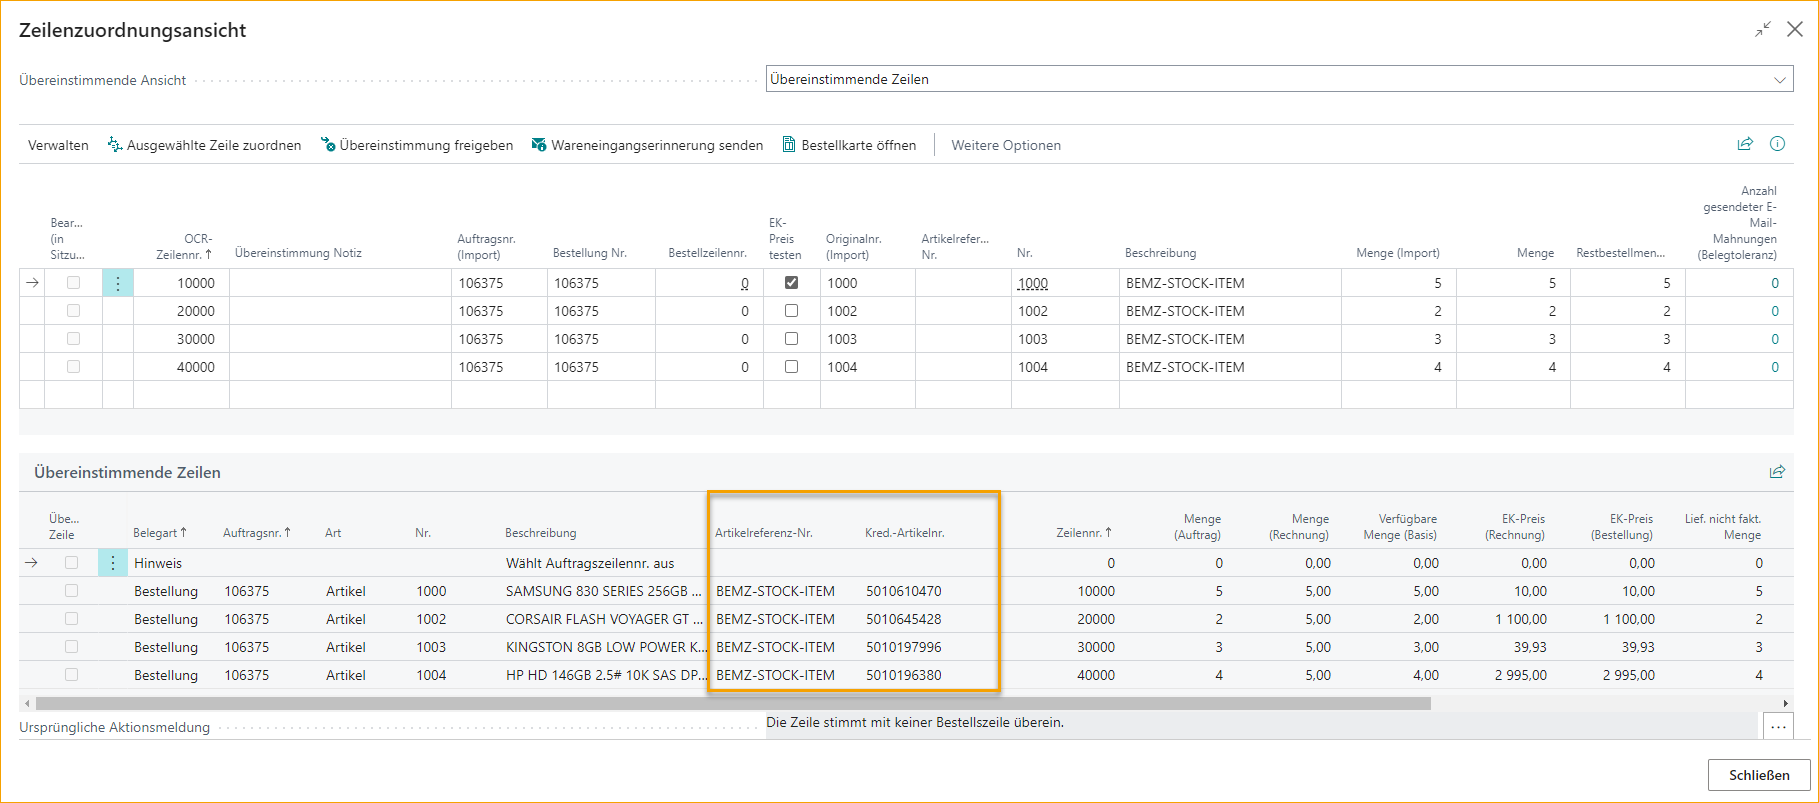 Zeilenzuordnungsansicht
Übereinstimmende Ansicht
Übereinstimmende Zeilen
Verwalten Ausgewählte Zeile zuordnen Übereinstimmung freigeben Wareneingangserinnerung senden Bestellkarte öffnen Weitere Optionen
Bear... (in Sitzu... OCR-Zeilennr. ↑ Übereinstimmung Notiz Auftragsnr. (Import) Bestellung Nr. Bestellzeilennr. EK-Preis testen Originalnr. (Import) Artikelrefer... Nr. Nr. Beschreibung Menge (Import) Menge Restbestellmen... Anzahl gesendeter E-Mail-Mahnungen (Belegtoleranz)
10000 106375 106375 0 1000 1000 BEMZ-STOCK-ITEM 5 5 5 0
20000 106375 106375 0 1002 1002 BEMZ-STOCK-ITEM 2 2 2 0
30000 106375 106375 0 1003 1003 BEMZ-STOCK-ITEM 3 3 3 0
40000 106375 106375 0 1004 1004 BEMZ-STOCK-ITEM 4 4 4 0
Übereinstimmende Zeilen
Übe... Zeile Belegart ↑ Auftragsnr. ↑ Art Nr. Beschreibung Artikelreferenz-Nr. Kred.-Artikelnr. Zeilennr. ↑ Menge (Auftrag) Menge (Rechnung) Verfügbare Menge (Basis) EK-Preis (Rechnung) EK-Preis (Bestellung) Lief. nicht fakt. Menge
Hinweis Wählt Auftragszeilennr. aus 0 0 0,00 0,00 0,00 0,00 0
Bestellung 106375 Artikel 1000 SAMSUNG 830 SERIES 256GB ... BEMZ-STOCK-ITEM 5010610470 10000 5 5,00 5,00 10,00 10,00 5
Bestellung 106375 Artikel 1002 CORSAIR FLASH VOYAGER GT ... BEMZ-STOCK-ITEM 5010645428 20000 2 5,00 2,00 1 100,00 1 100,00 2
Bestellung 106375 Artikel 1003 KINGSTON 8GB LOW POWER K... BEMZ-STOCK-ITEM 5010197996 30000 3 5,00 3,00 39,93 39,93 3
Bestellung 106375 Artikel 1004 HP HD 146GB 2.5# 10K SAS DP... BEMZ-STOCK-ITEM 5010196380 40000 4 5,00 4,00 2 995,00 2 995,00 4
Ursprüngliche Aktionsmeldung
Die Zeile stimmt mit keiner Bestellszeile überein.
Schließen